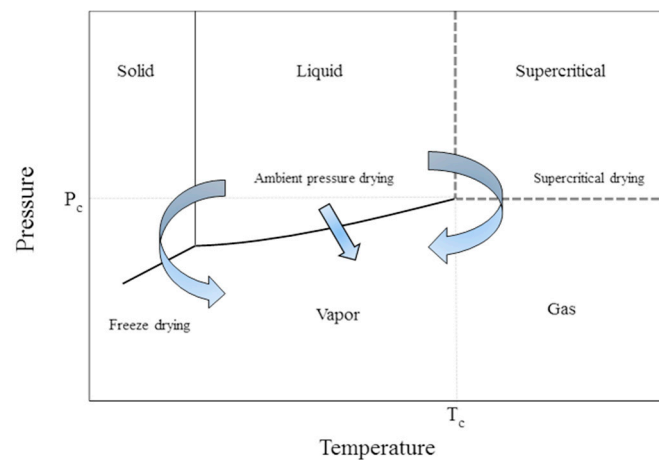 Solid
Liquid
Supercritical
Ambient pressure drying
Supercritical drying
Pressure
Pc
Freeze drying
Vapor
Gas
Tc
Temperature